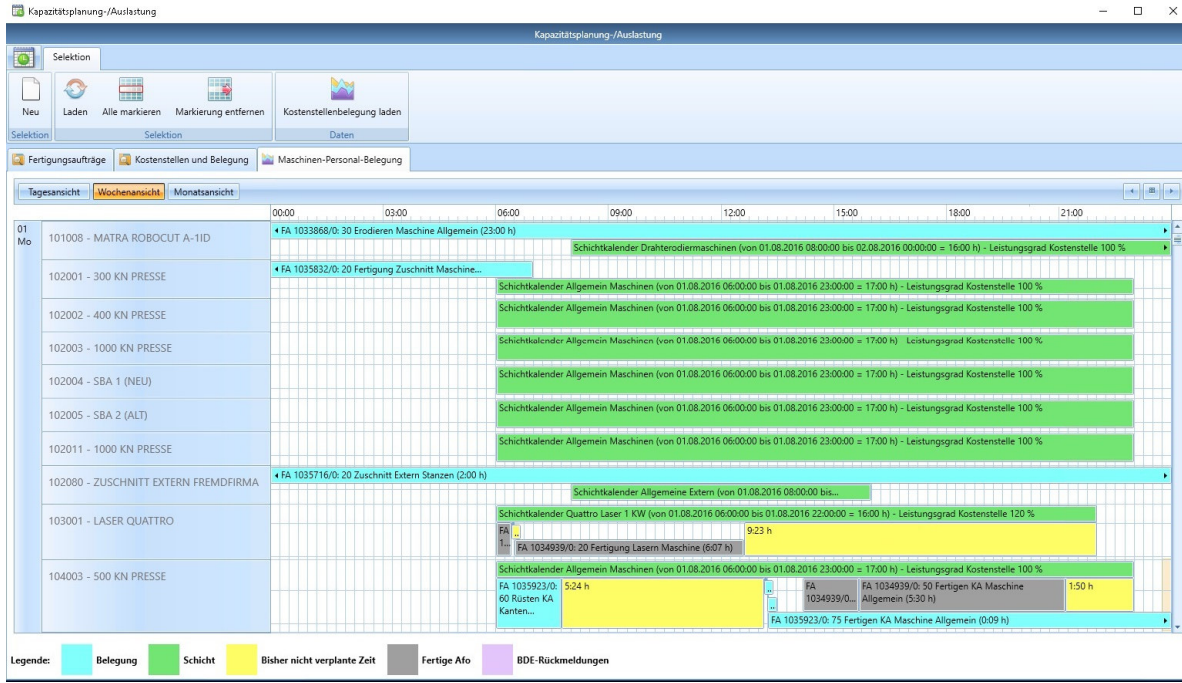 Kapazitätsplanung-/Auslastung
Kapazitätsplanung-/Auslastung
Selektion
Neu
Laden
Alle markieren
Markierung entfernen
Kostenstellenbelegung laden
Selektion
Selektion
Daten
Fertigungsaufträge
Kostenstellen und Belegung
Maschinen-Personal-Belegung
Tagesansicht
Wochenansicht
Monatsansicht
00:00 03:00 06:00 09:00 12:00 15:00 18:00 21:00
01
Mo
101008 - MATRA ROBOCUT A-1ID
FA 1033868/0: 30 Erodieren Maschine Allgemein (23:00 h)
Schichtkalender Drahterodiermaschinen (von 01.08.2016 08:00:00 bis 02.08.2016 00:00:00 = 16:00 h) - Leistungsgrad Kostenstelle 100 %
102001 - 300 KN PRESSE
FA 1035832/0: 20 Fertigung Zuschnitt Maschine...
Schichtkalender Allgemein Maschinen (von 01.08.2016 06:00:00 bis 01.08.2016 23:00:00 = 17:00 h) - Leistungsgrad Kostenstelle 100 %
102002 - 400 KN PRESSE
Schichtkalender Allgemein Maschinen (von 01.08.2016 06:00:00 bis 01.08.2016 23:00:00 = 17:00 h) - Leistungsgrad Kostenstelle 100 %
102003 - 1000 KN PRESSE
Schichtkalender Allgemein Maschinen (von 01.08.2016 06:00:00 bis 01.08.2016 23:00:00 = 17:00 h) - Leistungsgrad Kostenstelle 100 %
102004 - SBA 1 (NEU)
Schichtkalender Allgemein Maschinen (von 01.08.2016 06:00:00 bis 01.08.2016 23:00:00 = 17:00 h) - Leistungsgrad Kostenstelle 100 %
102005 - SBA 2 (ALT)
Schichtkalender Allgemein Maschinen (von 01.08.2016 06:00:00 bis 01.08.2016 23:00:00 = 17:00 h) - Leistungsgrad Kostenstelle 100 %
102011 - 1000 KN PRESSE
Schichtkalender Allgemein Maschinen (von 01.08.2016 06:00:00 bis 01.08.2016 23:00:00 = 17:00 h) - Leistungsgrad Kostenstelle 100 %
102080 - ZUSCHNITT EXTERN FREMDFIRMA
FA 1035716/0: 20 Zuschnitt Extern Stanzen (2:00 h)
Schichtkalender Allgemeine Extern (von 01.08.2016 08:00:00 bis...
103001 - LASER QUATTRO
Schichtkalender Quattro Laser 1 KW (von 01.08.2016 06:00:00 bis 01.08.2016 22:00:00 = 16:00 h) - Leistungsgrad Kostenstelle 120 %
FA
1...
..
FA 1034939/0: 20 Fertigung Lasern Maschine (6:07 h)
9:23 h
104003 - 500 KN PRESSE
Schichtkalender Allgemein Maschinen (von 01.08.2016 06:00:00 bis 01.08.2016 23:00:00 = 17:00 h) - Leistungsgrad Kostenstelle 100 %
FA 1035923/0:
60 Rüsten KA
Kanten...
5:24 h
..
..
FA
1034939/0...
FA 1034939/0: 50 Fertigen KA Maschine
Allgemein (5:30 h)
1:50 h
FA 1035923/0: 75 Fertigen KA Maschine Allgemein (0:09 h)
Legende: Belegung Schicht Bisher nicht verplante Zeit Fertige Afo BDE-Rückmeldungen